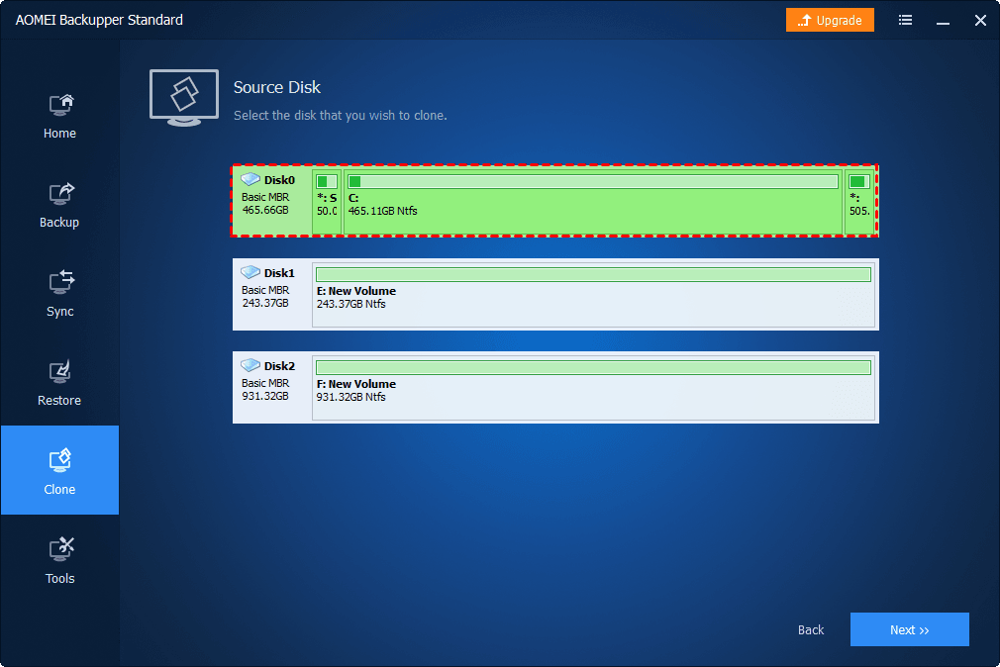 AOMEI Backupper Standard
Upgrade
Home
Backup
Sync
Restore
Clone
Tools
Source Disk
Select the disk that you wish to clone.
Disk0
Basic MBR
465.66GB
*: S
50.0
C:
465.11GB Ntfs
*:
505.
Disk1
Basic MBR
243.37GB
E: New Volume
243.37GB Ntfs
Disk2
Basic MBR
931.32GB
F: New Volume
931.32GB Ntfs
Back
Next >>